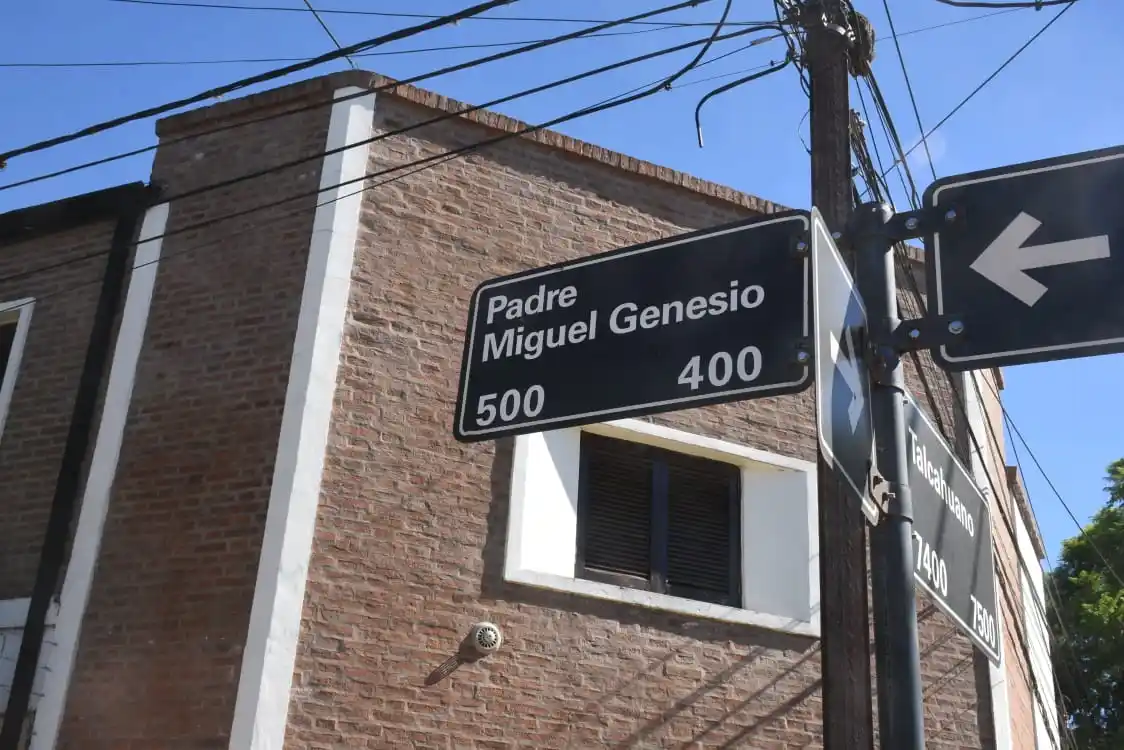 Padre
Miguel Genesio
500 400
Talcahuano
7400 7500